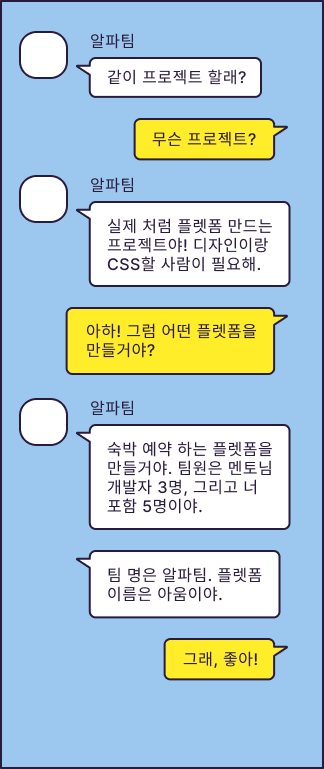 알파팀
같이 프로젝트 할래?
무슨 프로젝트?
알파팀
실제 처럼 플렛폼 만드는
프로젝트야! 디자인이랑
CSS할 사람이 필요해.
아하! 그럼 어떤 플렛폼을
만들거야?
알파팀
숙박 예약 하는 플렛폼을
만들거야. 팀원은 멘토님
개발자 3명, 그리고 너
포함 5명이야.
팀 명은 알파팀. 플렛폼
이름은 아움이야.
그래, 좋아!